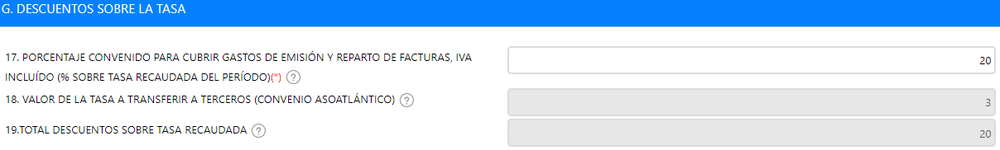 G. DESCUENTOS SOBRE LA TASA
17. PORCENTAJE CONVENIDO PARA CUBRIR GASTOS DE EMISIÓN Y REPARTO DE FACTURAS, IVA
INCLUÍDO (% SOBRE TASA RECAUDADA DEL PERÍODO)(*) ?
20
18. VALOR DE LA TASA A TRANSFERIR A TERCEROS (CONVENIO ASOATLÁNTICO) ?
3
19.TOTAL DESCUENTOS SOBRE TASA RECAUDADA ?
20